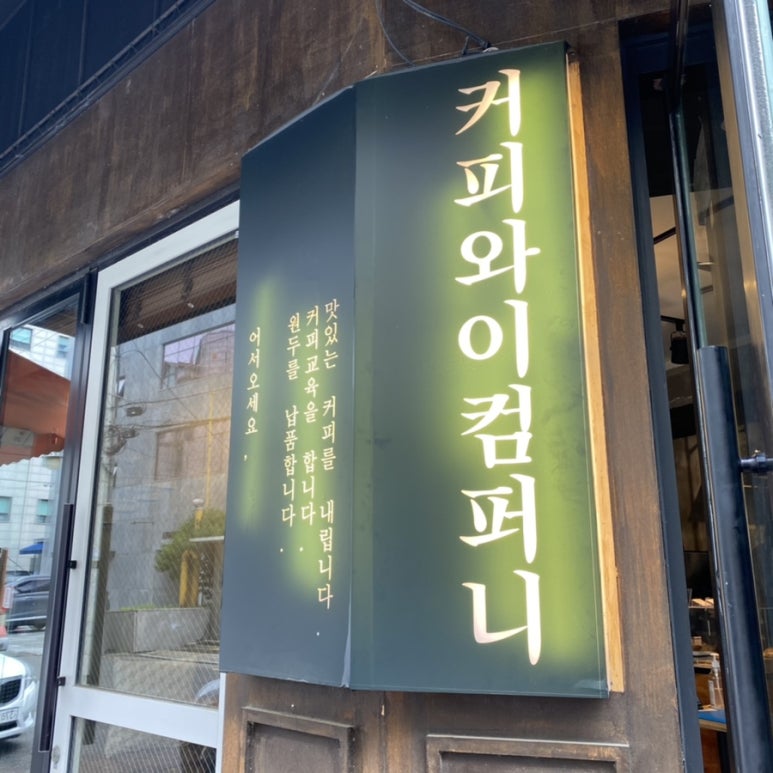 커피와이컴퍼니
맛있는 커피를 내립니다.
커피교육을 합니다.
원두를 납품합니다.
어서오세요,